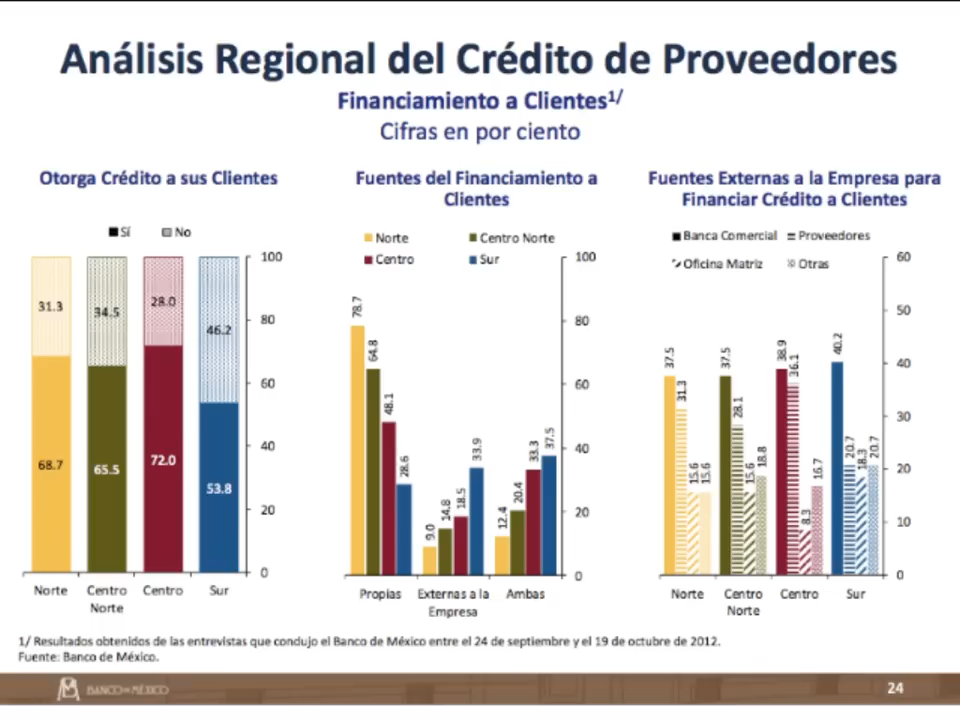 Análisis Regional del Crédito de Proveedores
Financiamiento a Clientes1/
Cifras en por ciento
Otorga Crédito a sus Clientes
Sí No
100
80
60
40
20
0
31.3 34.5 28.0 46.2
68.7 65.5 72.0 53.8
Norte Centro Norte Centro Sur
Fuentes del Financiamiento a
Clientes
Norte Centro Norte
Centro Sur
100
80
60
40
20
0
78.7 64.8 48.1 28.6
9.0 14.8 18.5 33.9
12.4 20.4 33.3 37.5
Propias Externas a la Empresa Ambas
Fuentes Externas a la Empresa para
Financiar Crédito a Clientes
Banca Comercial Proveedores
Oficina Matriz Otras
60
50
40
30
20
10
0
37.5 31.3 15.6 15.6
37.5 28.1 15.6 18.8
38.9 36.1 8.3 16.7
40.2 20.7 18.3 20.7
Norte Centro Norte Centro Sur
1/ Resultados obtenidos de las entrevistas que condujo el Banco de México entre el 24 de septiembre y el 19 de octubre de 2012.
Fuente: Banco de México.
BANCO DE MÉXICO
24